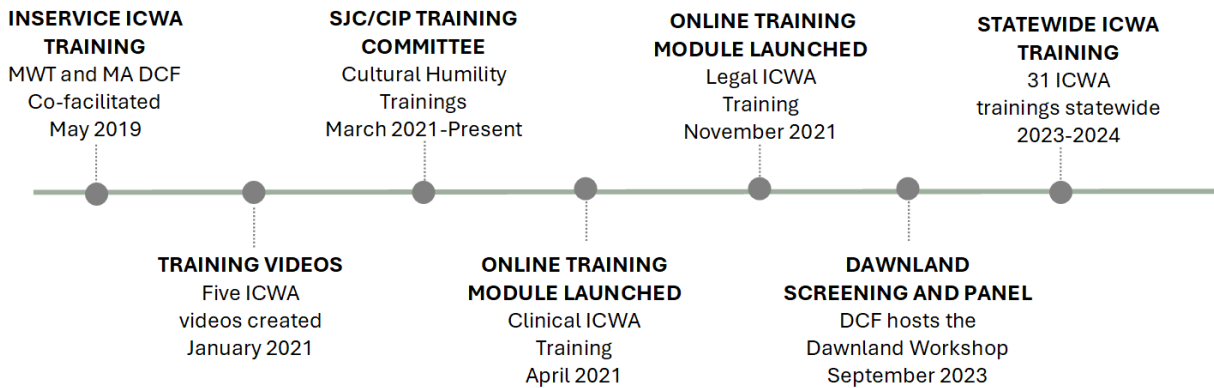 INSERVICE ICWA
TRAINING
MWT and MA DCF
Co-facilitated
May 2019
TRAINING VIDEOS
Five ICWA
videos created
January 2021
SJC/CIP TRAINING
COMMITTEE
Cultural Humility
Trainings
March 2021-Present
ONLINE TRAINING
MODULE LAUNCHED
Clinical ICWA
Training
April 2021
ONLINE TRAINING
MODULE LAUNCHED
Legal ICWA
Training
November 2021
DAWNLAND
SCREENING AND PANEL
DCF hosts the
Dawnland Workshop
September 2023
STATEWIDE ICWA
TRAINING
31 ICWA
trainings statewide
2023-2024